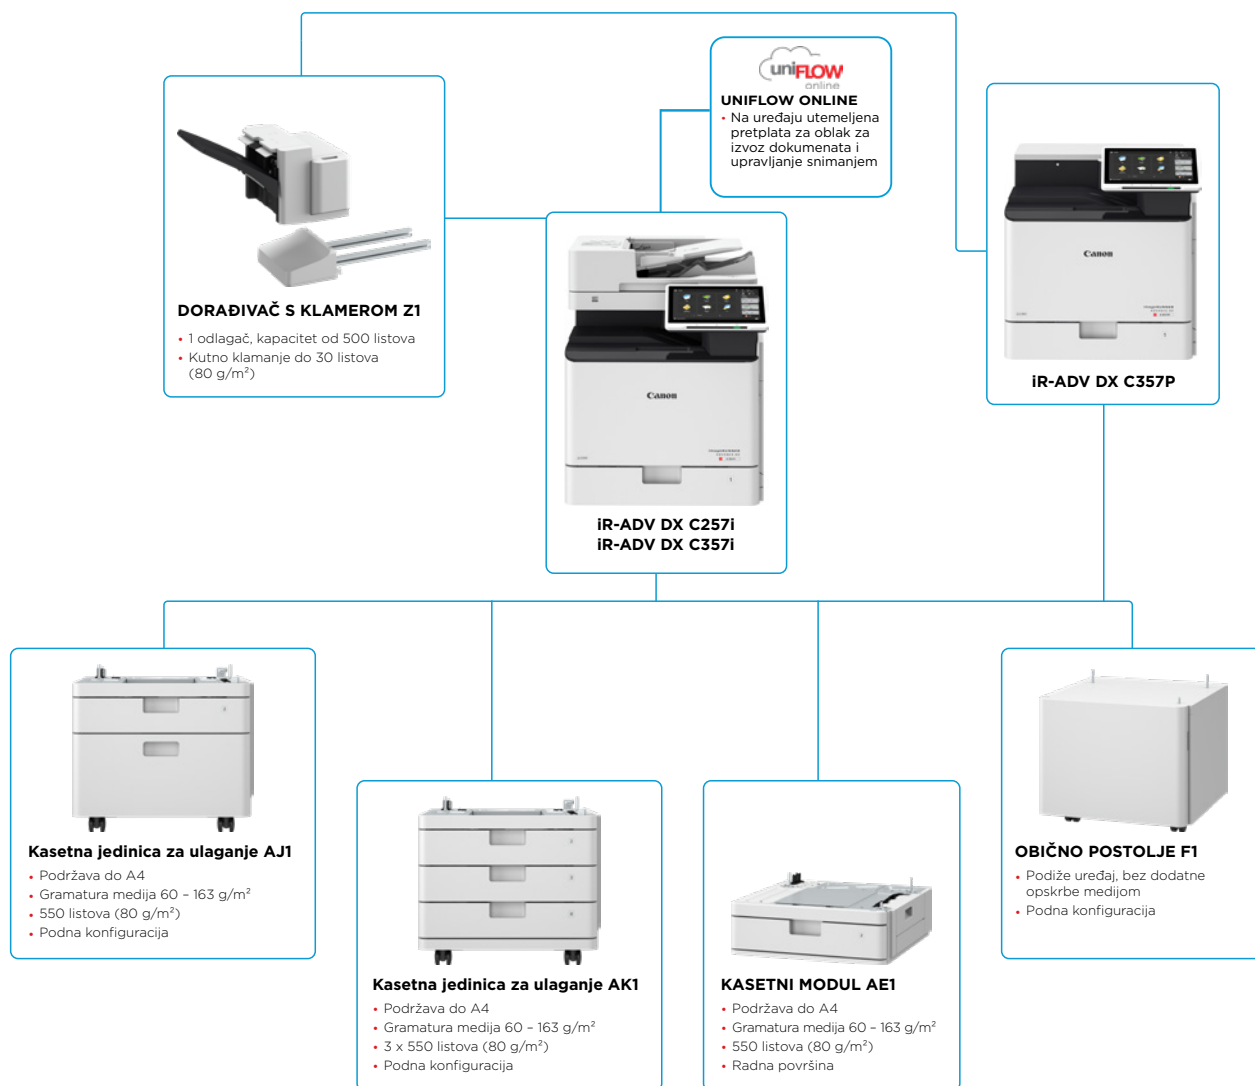 uniFLOW
online
UNIFLOW ONLINE
• Na uređaju utemeljena
pretplata za oblak za
izvoz dokumenata i
upravljanje snimanjem
DORAĐIVAČ S KLAMEROM Z1
• 1 odlagač, kapacitet od 500 listova
• Kutno klamanje do 30 listova
(80 g/m²)
Canon
iR-ADV DX C257i
iR-ADV DX C357i
Canon
1
iR-ADV DX C357P
1
Kasetna jedinica za ulaganje AJ1
• Podržava do A4
• Gramatura medija 60 – 163 g/m²
• 550 listova (80 g/m²)
• Podna konfiguracija
Kasetna jedinica za ulaganje AK1
• Podržava do A4
• Gramatura medija 60 – 163 g/m²
• 3 x 550 listova (80 g/m²)
• Podna konfiguracija
KASETNI MODUL AE1
• Podržava do A4
• Gramatura medija 60 – 163 g/m²
• 550 listova (80 g/m²)
• Radna površina
OBIČNO POSTOLJE F1
• Podiže uređaj, bez dodatne
opskrbe medijom
• Podna konfiguracija